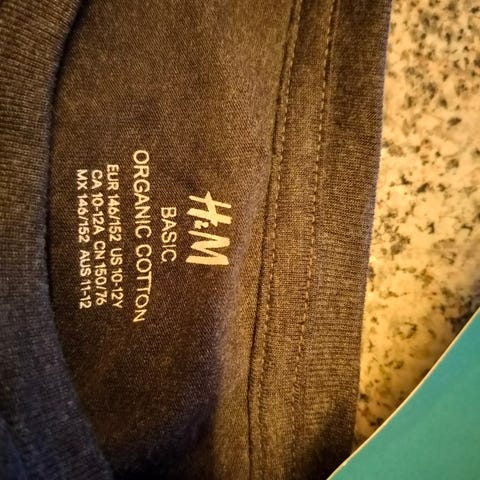 H&M
BASIC
ORGANIC COTTON
EUR 146/152 US 10-12Y
CA 10-12A CN 150/76
MX 146/152 AUS 11-12